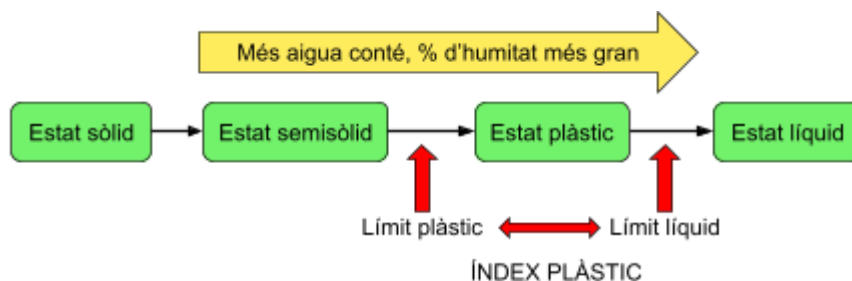 Més aigua conté, % d'humitat més gran
Estat sòlid
Estat semisòlid
Estat plàstic
Estat líquid
Límit plàstic
Límit líquid
ÍNDEX PLÀSTIC